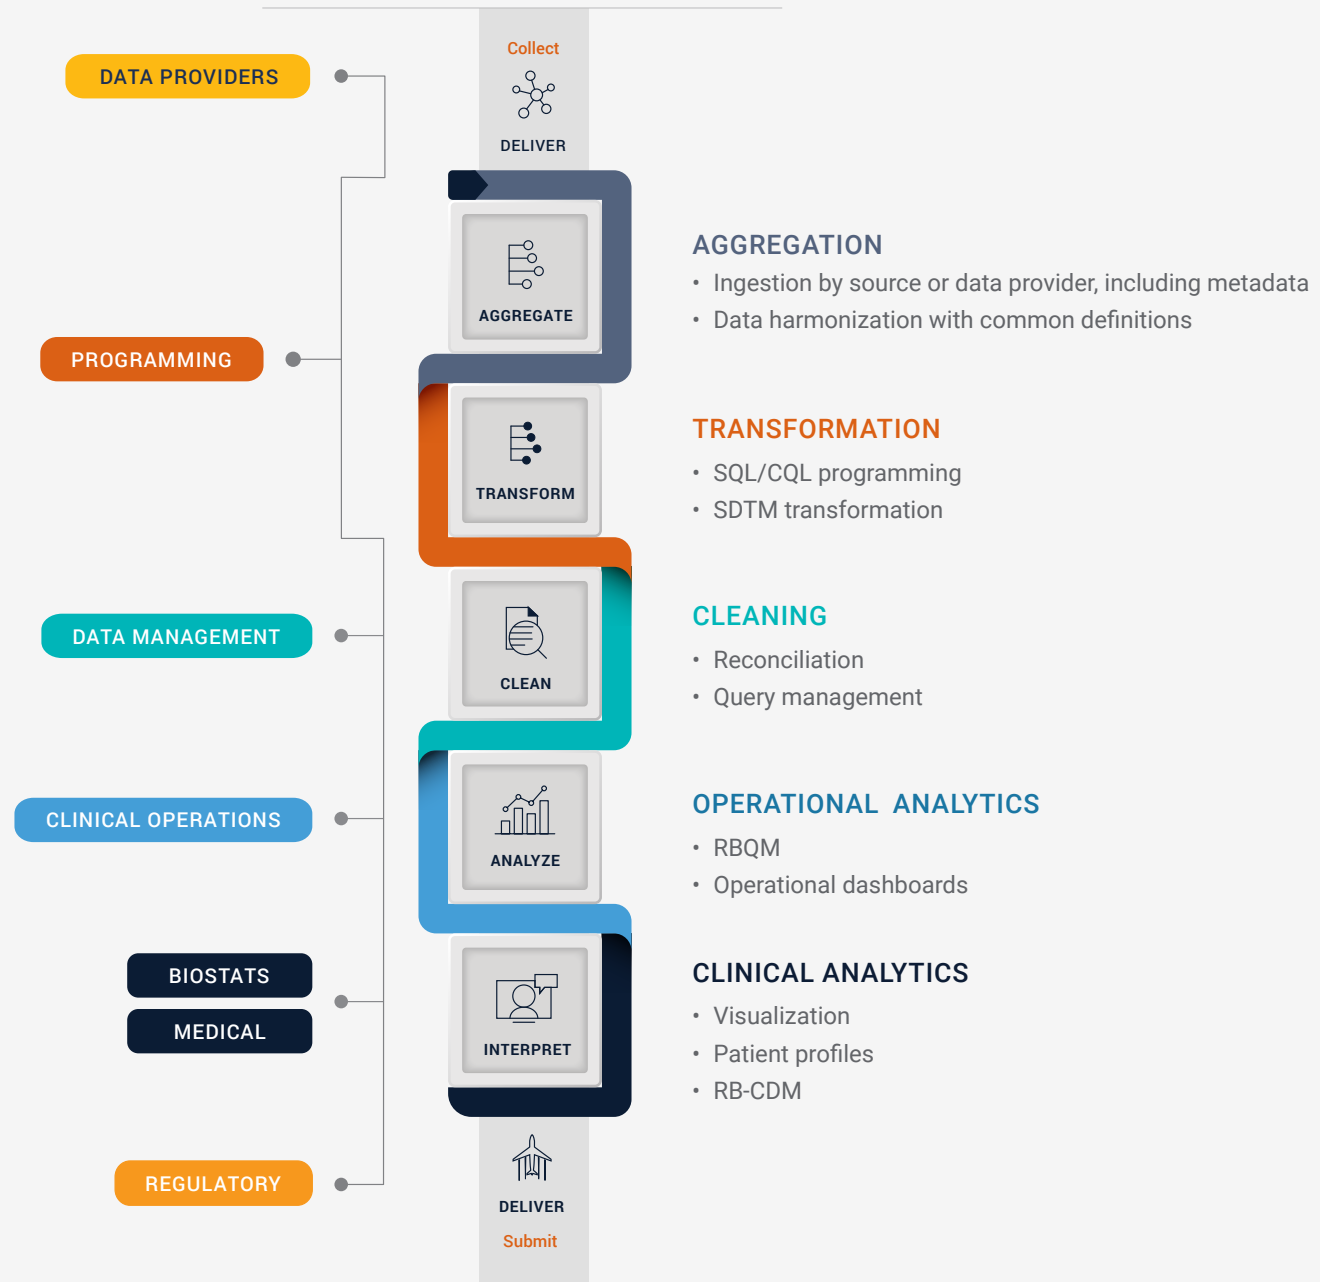 Collect
DATA PROVIDERS
DELIVER
AGGREGATION
• Ingestion by source or data provider, including metadata
• Data harmonization with common definitions
AGGREGATE
PROGRAMMING
TRANSFORMATION
• SQL/CQL programming
• SDTM transformation
TRANSFORM
CLEANING
DATA MANAGEMENT
• Reconciliation
• Query management
CLEAN
OPERATIONAL ANALYTICS
CLINICAL OPERATIONS
• RBQM
• Operational dashboards
ANALYZE
CLINICAL ANALYTICS
BIOSTATS
MEDICAL
• Visualization
• Patient profiles
• RB-CDM
INTERPRET
REGULATORY
DELIVER
Submit